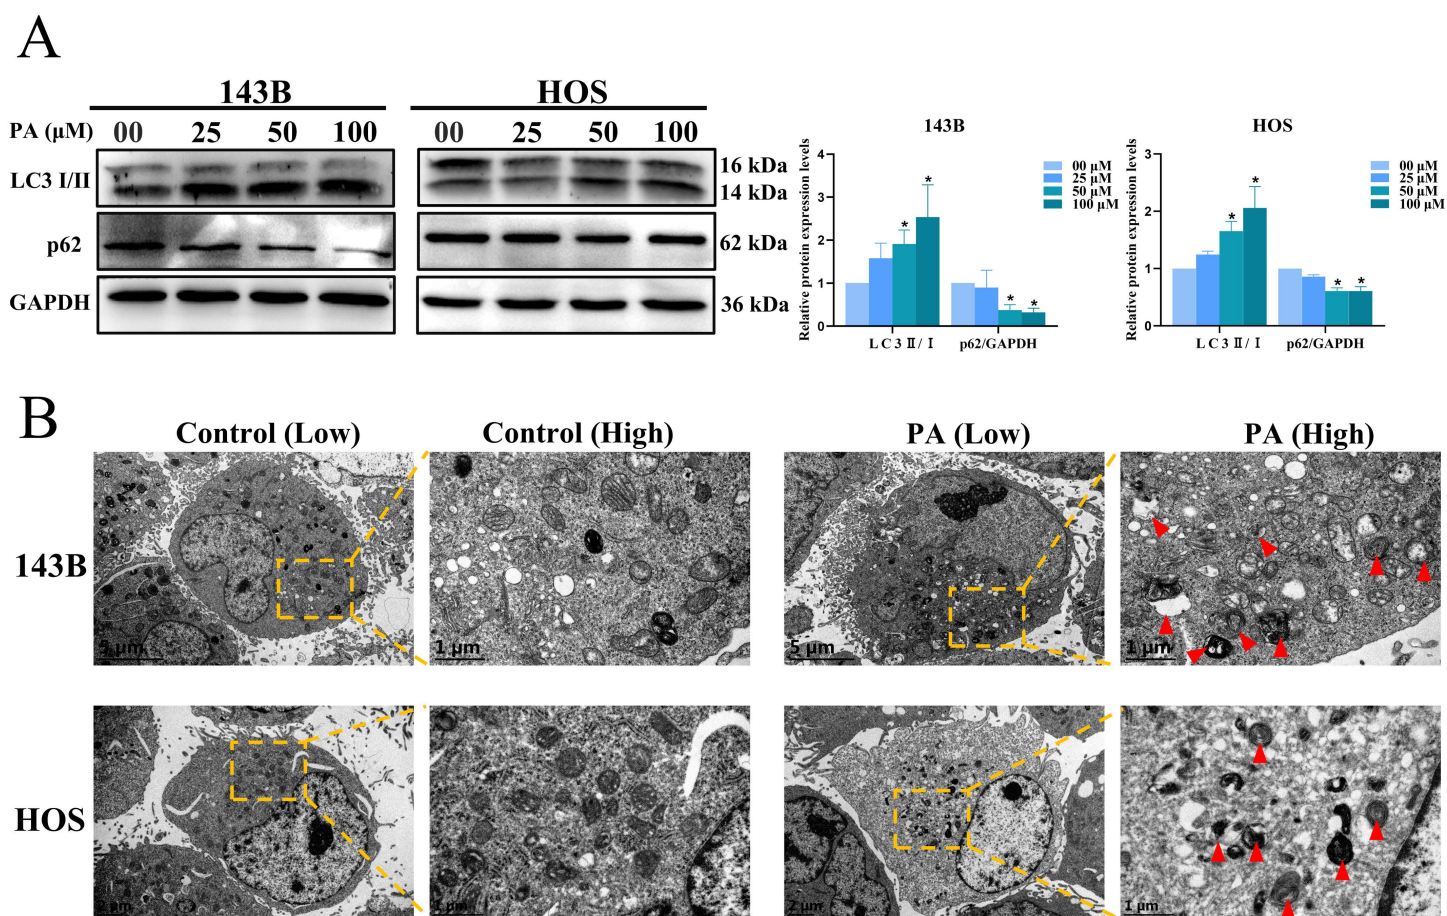 A
143B
HOS
PA (μM) 00 25 50 100 00 25 50 100
LC3 I/II
16 kDa
14 kDa
p62
62 kDa
GAPDH
36 kDa
143B
Relative protein expression levels
4
3
2
1
0
* * * *
LC3 Ⅱ/Ⅰ p62/GAPDH
00 μM
25 μM
50 μM
100 μM
HOS
Relative protein expression levels
3
2
1
0
* * * *
LC3 Ⅱ/Ⅰ p62/GAPDH
00 μM
25 μM
50 μM
100 μM
B
Control (Low) Control (High) PA (Low) PA (High)
143B
5 μm 1 μm 5 μm 1 μm
HOS
2 μm 1 μm 2 μm 1 μm